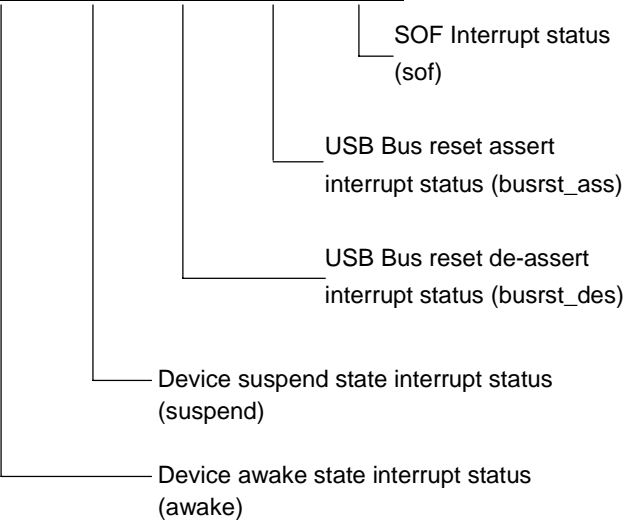 SOF Interrupt status
(sof)
USB Bus reset assert
interrupt status (busrst_ass)
USB Bus reset de-assert
interrupt status (busrst_des)
Device suspend state interrupt status
(suspend)
Device awake state interrupt status
(awake)